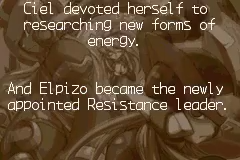 Ciel devoted herself to
researching new forms of
energy.
And Elpizo became the newly
appointed Resistance leader.